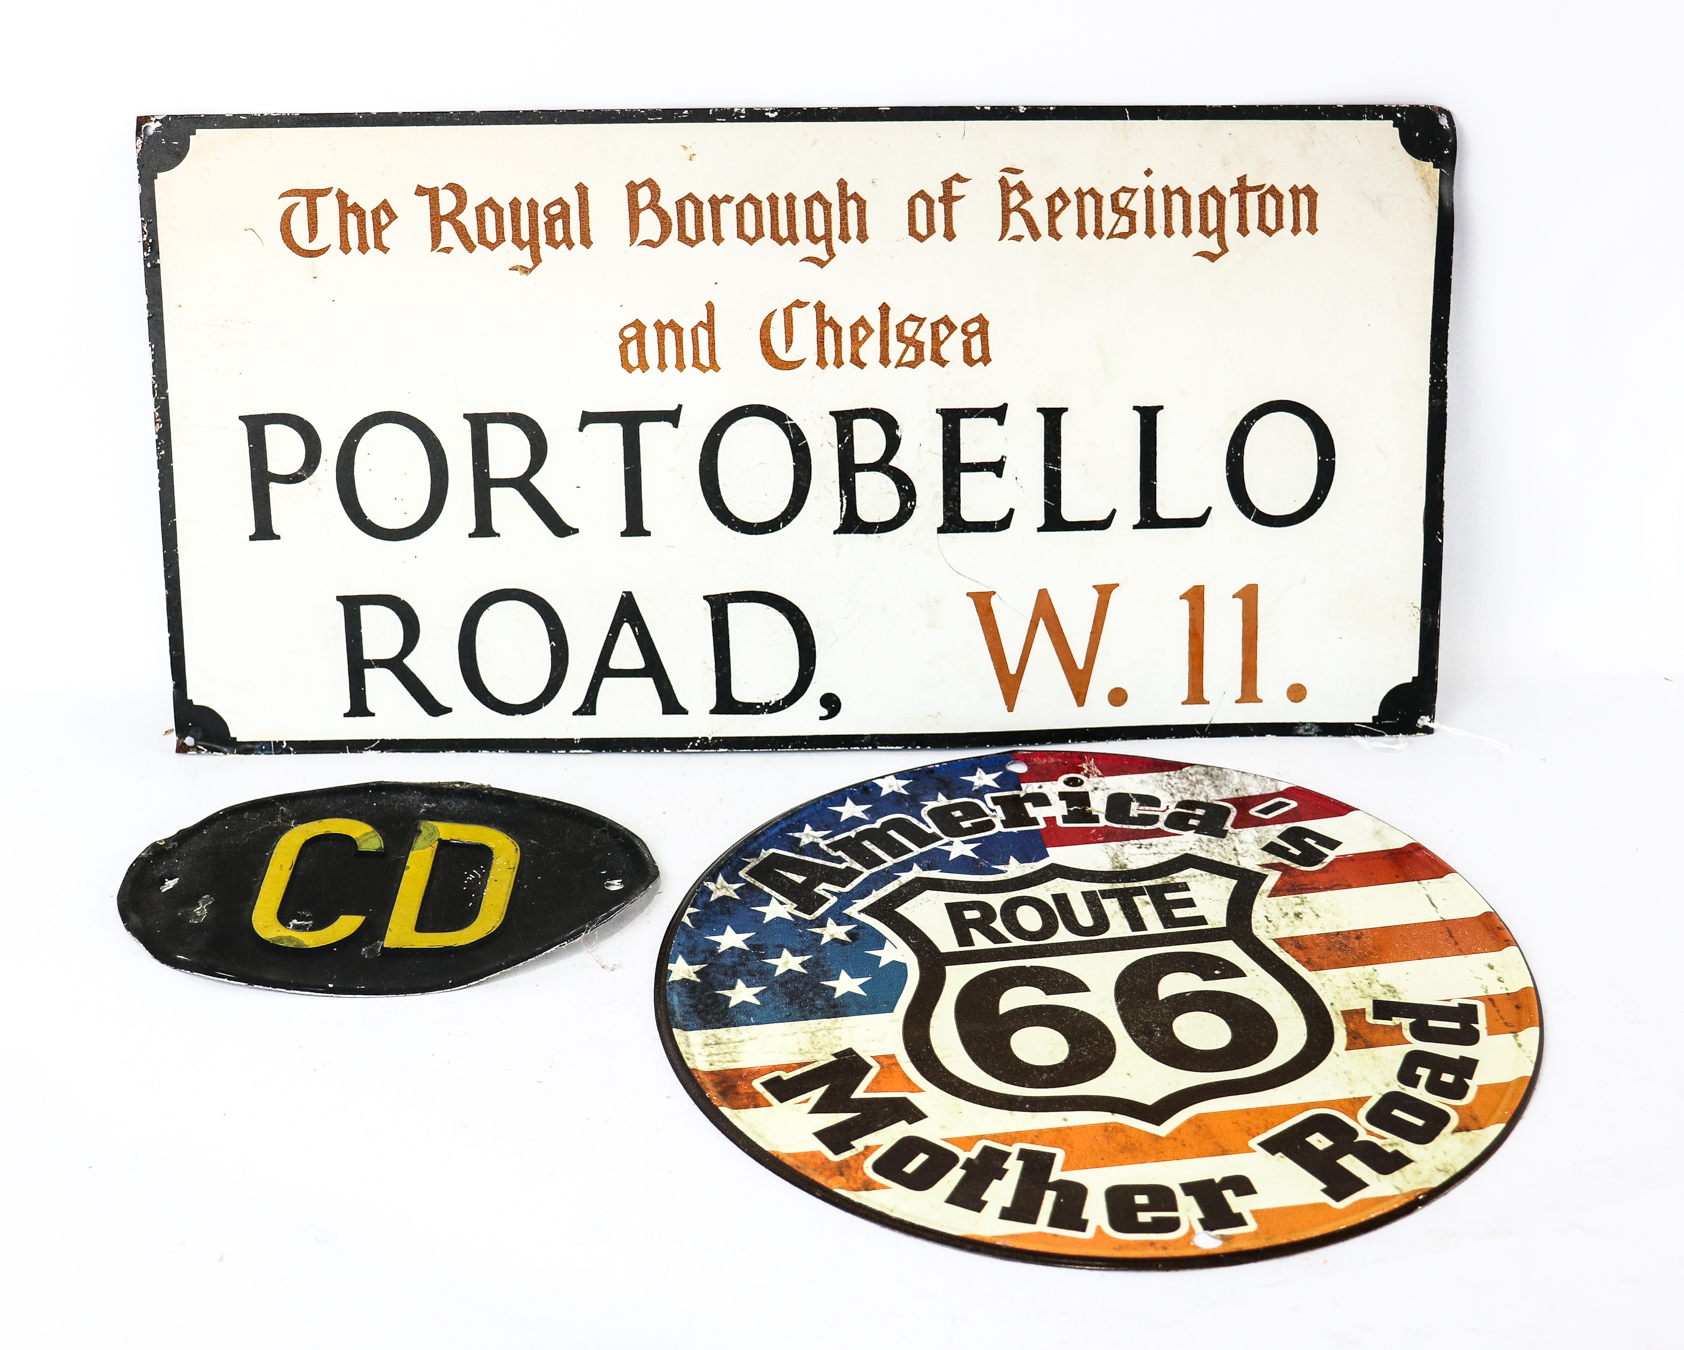 The Royal Borough of Kensington
and Chelsea
PORTOBELLO
ROAD, W. 11.
CD
America's
ROUTE
66
Mother Road